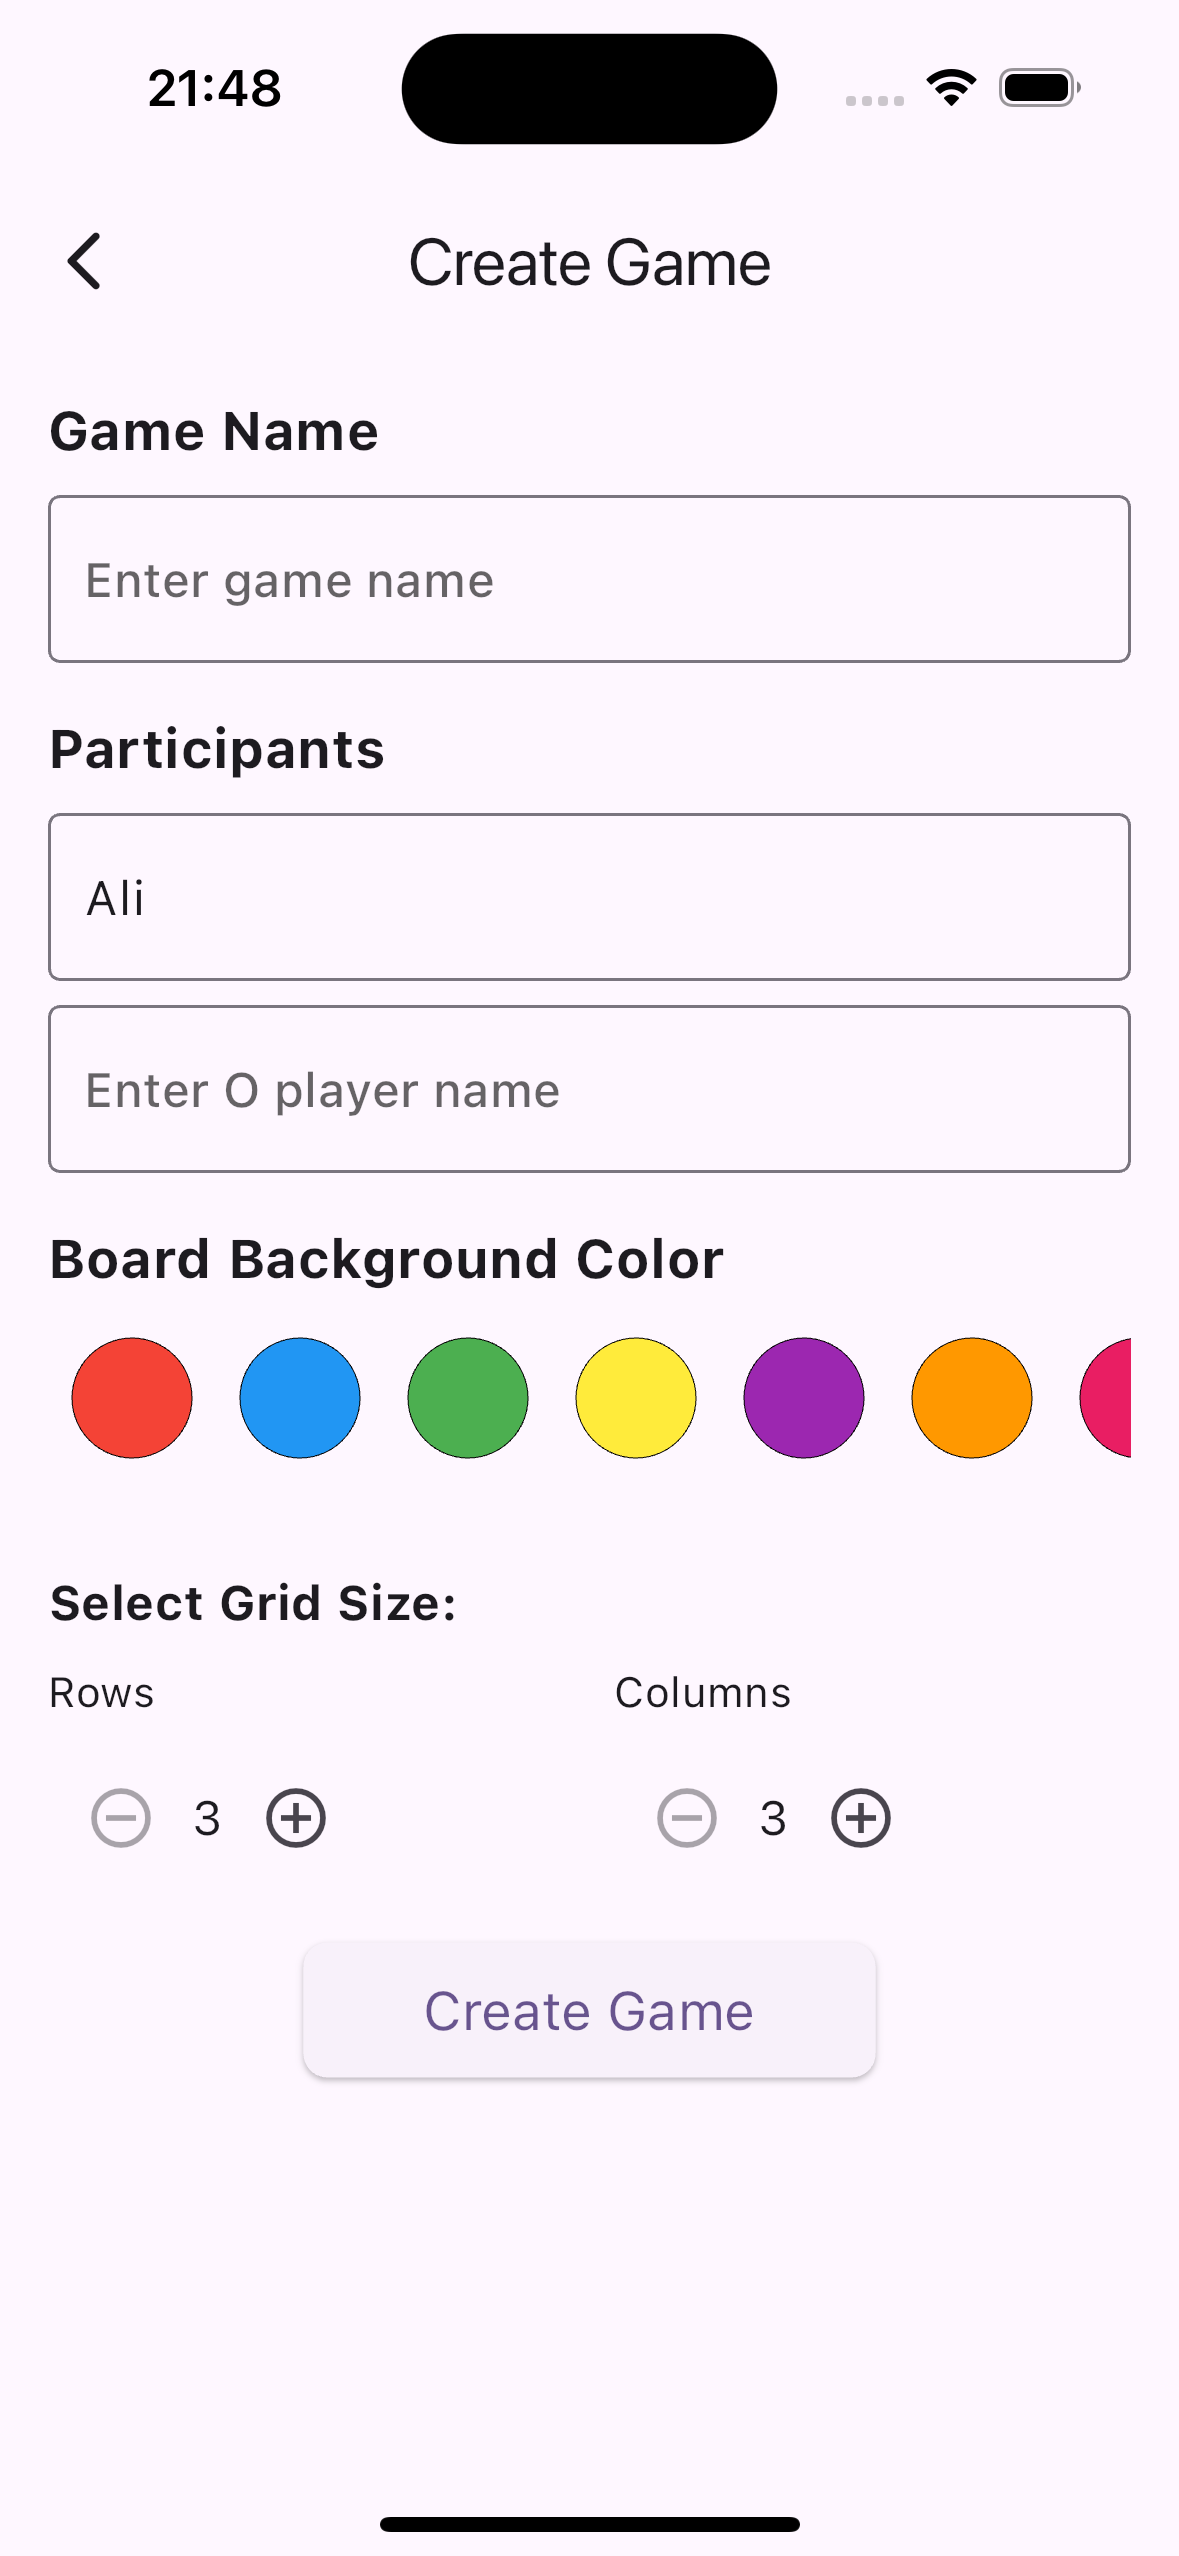 21:48
Create Game
Game Name
Enter game name
Participants
Ali
Enter O player name
Board Background Color
Select Grid Size:
Rows Columns
3 3
Create Game